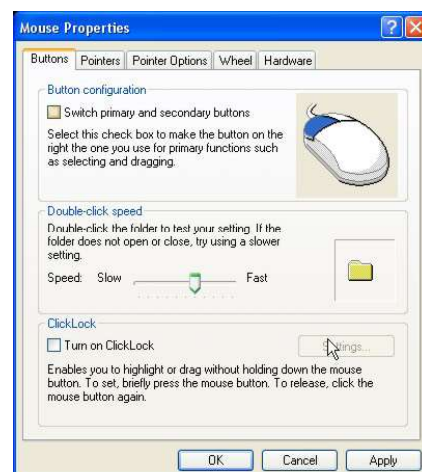 Mouse Properties
Buttons Pointers Pointer Options Wheel Hardware
Button configuration
Switch primary and secondary buttons
Select this check box to make the button on the
right the one you use for primary functions such
as selecting and dragging.
Double-click speed
Double-click the folder to test your setting. If the
folder does not open or close, try using a slower
setting.
Speed: Slow Fast
ClickLock
Turn on ClickLock
Settings...
Enables you to highlight or drag without holding down the mouse
button. To set, briefly press the mouse button. To release, click the
mouse button again.
OK Cancel Apply